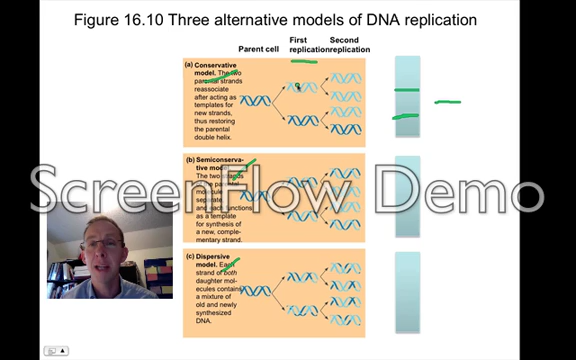 Figure 16.10 Three alternative models of DNA replication
Parent cell
First
replication
Second
replication
(a) Conservative
model. The two
parental strands
reassociate
after acting as
templates for
new strands,
thus restoring
the parental
double helix.
(b) Semiconserva-
tive model.
The two strands
of the parental
molecule
separate,
and each functions
as a template
for synthesis of
a new, comple-
mentary strand.
(c) Dispersive
model. Each
strand of both
daughter mol-
ecules contains
a mixture of
old and newly
synthesized
DNA.
ScreenFlow Demo